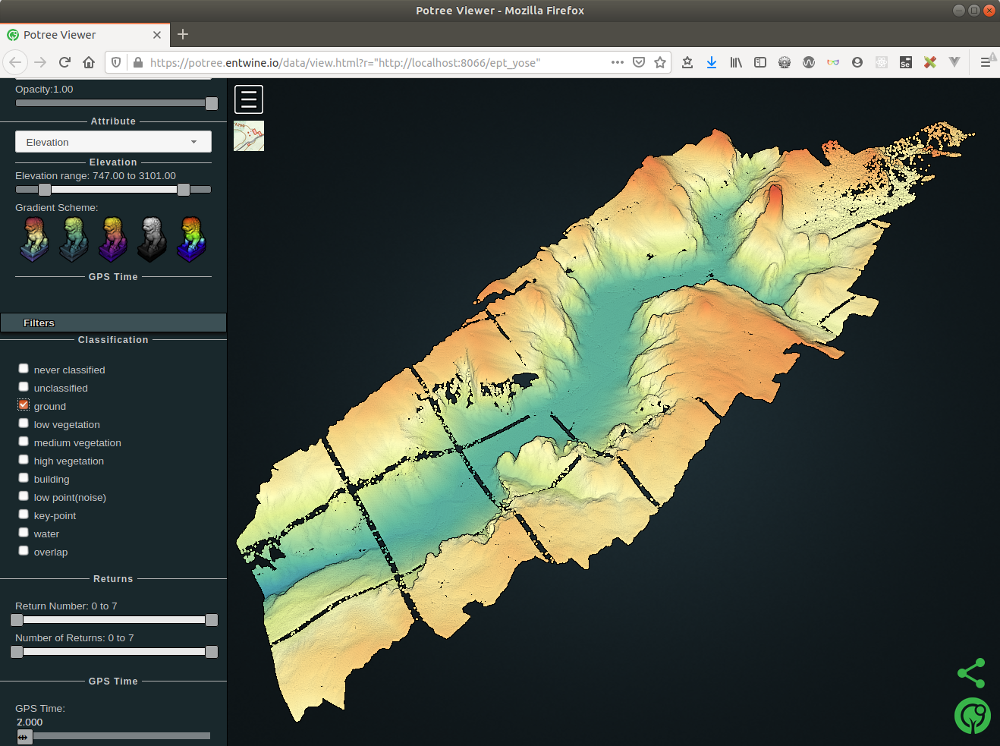 Potree Viewer - Mozilla Firefox
Potree Viewer
https://potree.entwine.io/data/view.html?r="http://localhost:8066/ept_yose"
Opacity:1.00
Attribute
Elevation
Elevation
Elevation range: 747.00 to 3101.00
Gradient Scheme:
GPS Time
Filters
Classification
never classified
unclassified
ground
low vegetation
medium vegetation
high vegetation
building
low point(noise)
key-point
water
overlap
Returns
Return Number: 0 to 7
Number of Returns: 0 to 7
GPS Time
GPS Time:
2.000